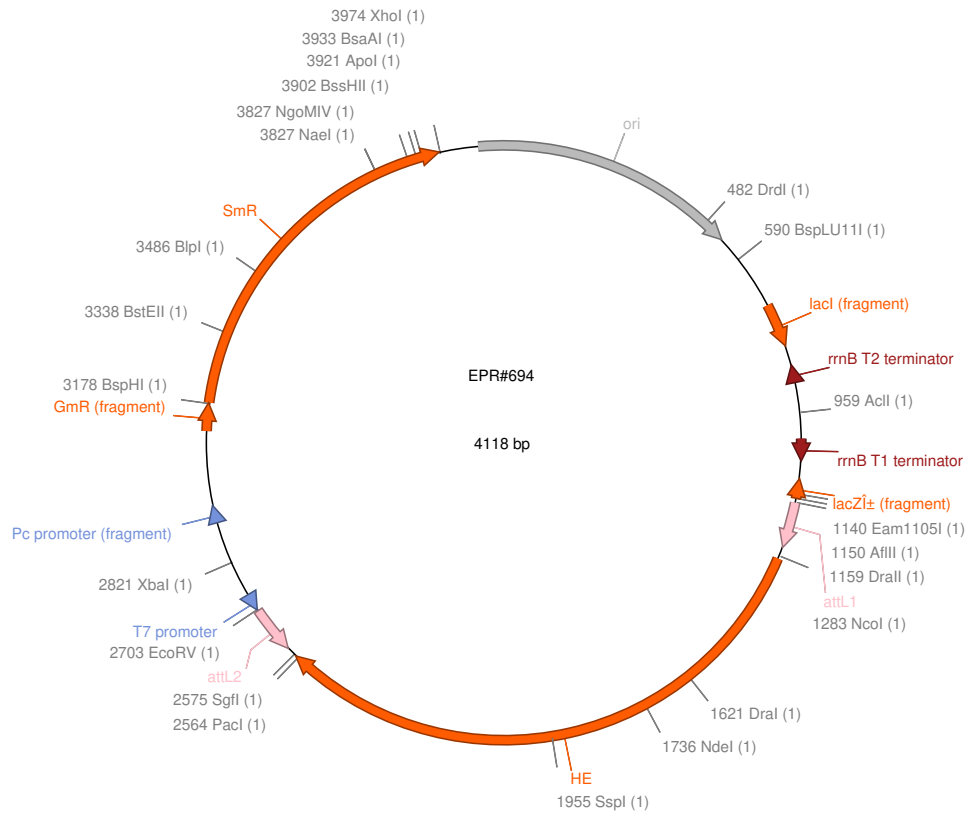 3974 XhoI (1)
3933 BsaAI (1)
3921 ApoI (1)
3902 BssHII (1)
3827 NgoMIV (1)
3827 NaeI (1)
ori
482 DrdI (1)
590 BspLU11I (1)
SmR
3486 BlpI (1)
3338 BstEII (1)
3178 BspHI (1)
GmR (fragment)
lacI (fragment)
rrnB T2 terminator
EPR#694
959 AclI (1)
4118 bp
rrnB T1 terminator
lacZÎ± (fragment)
1140 Eam1105I (1)
1150 AflII (1)
1159 DraII (1)
attL1
1283 NcoI (1)
Pc promoter (fragment)
2821 XbaI (1)
T7 promoter
2703 EcoRV (1)
attL2
2575 SgfI (1)
2564 PacI (1)
1621 DraI (1)
1736 NdeI (1)
HE
1955 SspI (1)